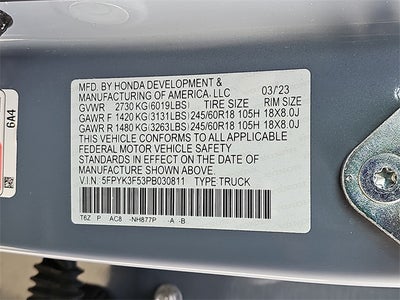 MFD. BY HONDA DEVELOPMENT &
MANUFACTURING OF AMERICA, LLC 03/'23
GVWR 2730 KG(6019LBS) TIRE SIZE RIM SIZE
GAWR F 1420 KG(3131LBS) 245/60R18 105H 18X8.0J
GAWR R 1480 KG(3263LBS) 245/60R18 105H 18X8.0J
THIS VEHICLE CONFORMS TO ALL APPLICABLE
FEDERAL MOTOR VEHICLE SAFETY
STANDARDS IN EFFECT ON THE DATE OF
MANUFACTURE SHOWN ABOVE.
V.I.N. 5FPYK3F53PB030811 TYPE TRUCK
T6Z P AC8 -NH877P -A -B
6A4